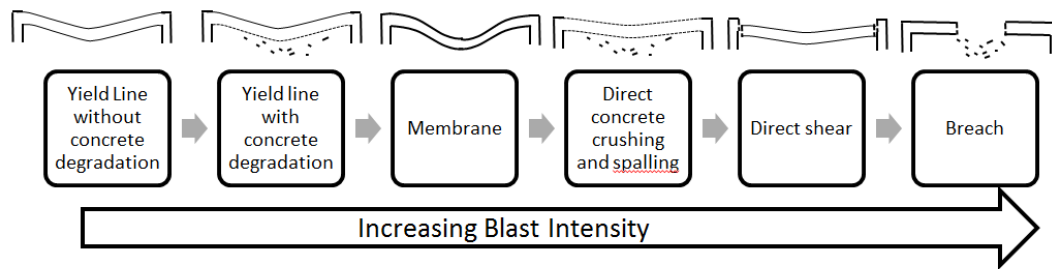 Yield Line
without
concrete
degradation
Yield line
with
concrete
degradation
Membrane
Direct
concrete
crushing
and spalling
Direct shear
Breach
Increasing Blast Intensity